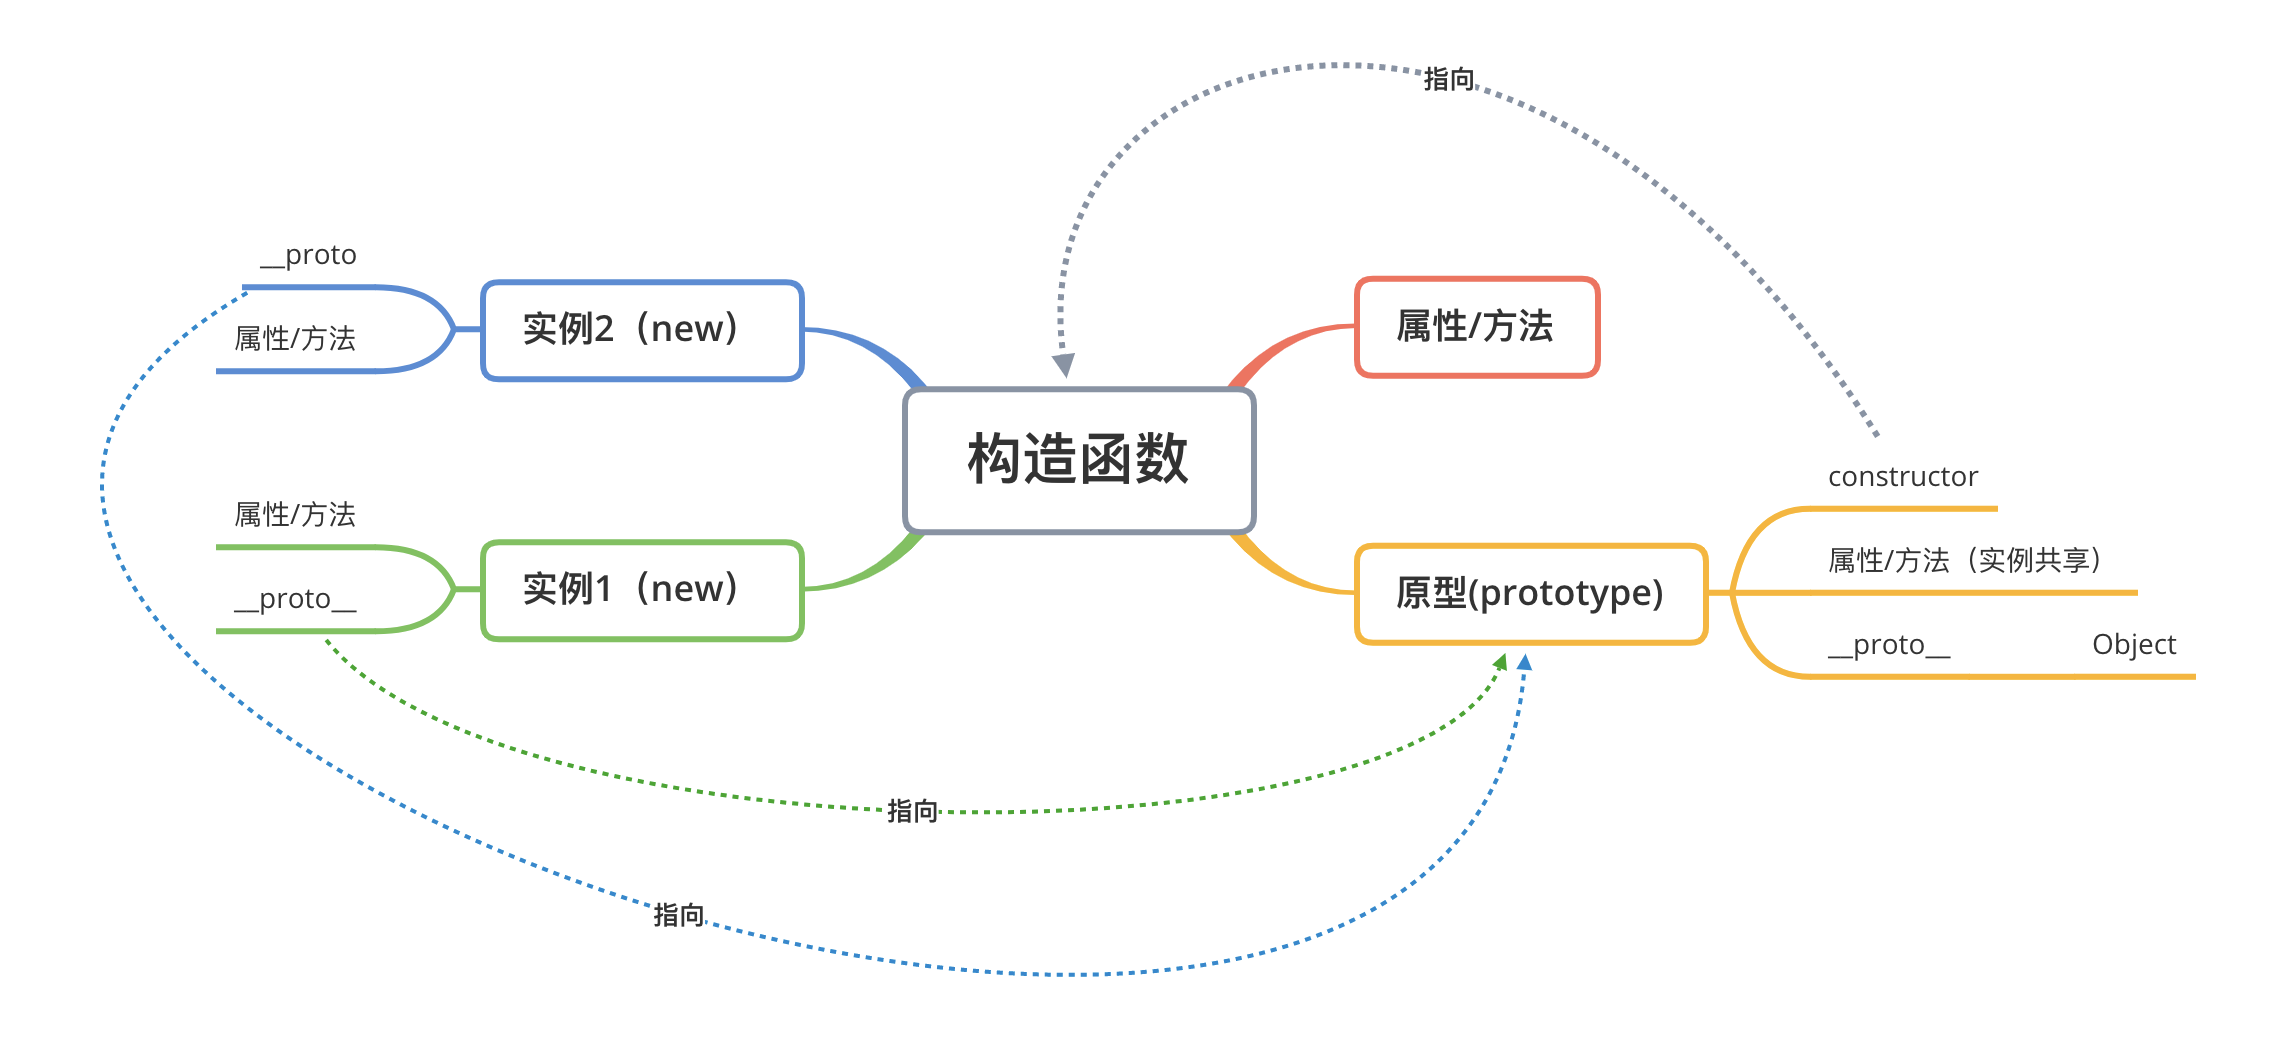 指向
__proto
属性/方法
实例2（new）
属性/方法
构造函数
属性/方法
__proto__
实例1（new）
原型(prototype)
constructor
属性/方法（实例共享）
__proto__
Object
指向
指向